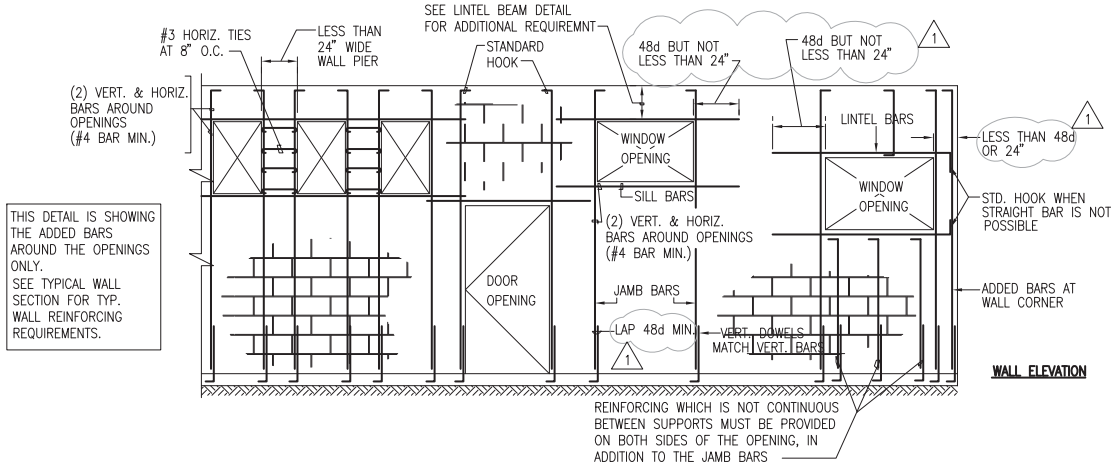 SEE LINTEL BEAM DETAIL
FOR ADDITIONAL REQUIREMNT
#3 HORIZ. TIES
AT 8" O.C.
LESS THAN
24" WIDE
WALL PIER
STANDARD
HOOK
48d BUT NOT
LESS THAN 24"
48d BUT NOT
LESS THAN 24"
1
(2) VERT. & HORIZ.
BARS AROUND
OPENINGS
(#4 BAR MIN.)
LINTEL BARS
LESS THAN 48d
OR 24"
1
WINDOW
OPENING
WINDOW
OPENING
SILL BARS
STD. HOOK WHEN
STRAIGHT BAR IS NOT
POSSIBLE
(2) VERT. & HORIZ.
BARS AROUND OPENINGS
(#4 BAR MIN.)
THIS DETAIL IS SHOWING
THE ADDED BARS
AROUND THE OPENINGS
ONLY.
SEE TYPICAL WALL
SECTION FOR TYP.
WALL REINFORCING
REQUIREMENTS.
DOOR
OPENING
JAMB BARS
ADDED BARS AT
WALL CORNER
LAP 48d MIN.
1
VERT. DOWELS
MATCH VERT. BARS
WALL ELEVATION
REINFORCING WHICH IS NOT CONTINUOUS
BETWEEN SUPPORTS MUST BE PROVIDED
ON BOTH SIDES OF THE OPENING, IN
ADDITION TO THE JAMB BARS